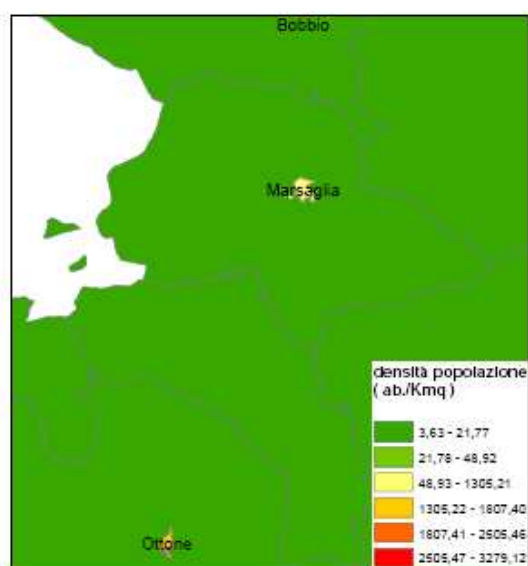 Bobbio
Marsaglia
densità popolazione
( ab./Kmq )
3,63 - 21,77
21,78 - 48,92
48,93 - 1305,21
1305,22 - 1807,40
1807,41 - 2505,46
2505,47 - 3279,12
Ottone